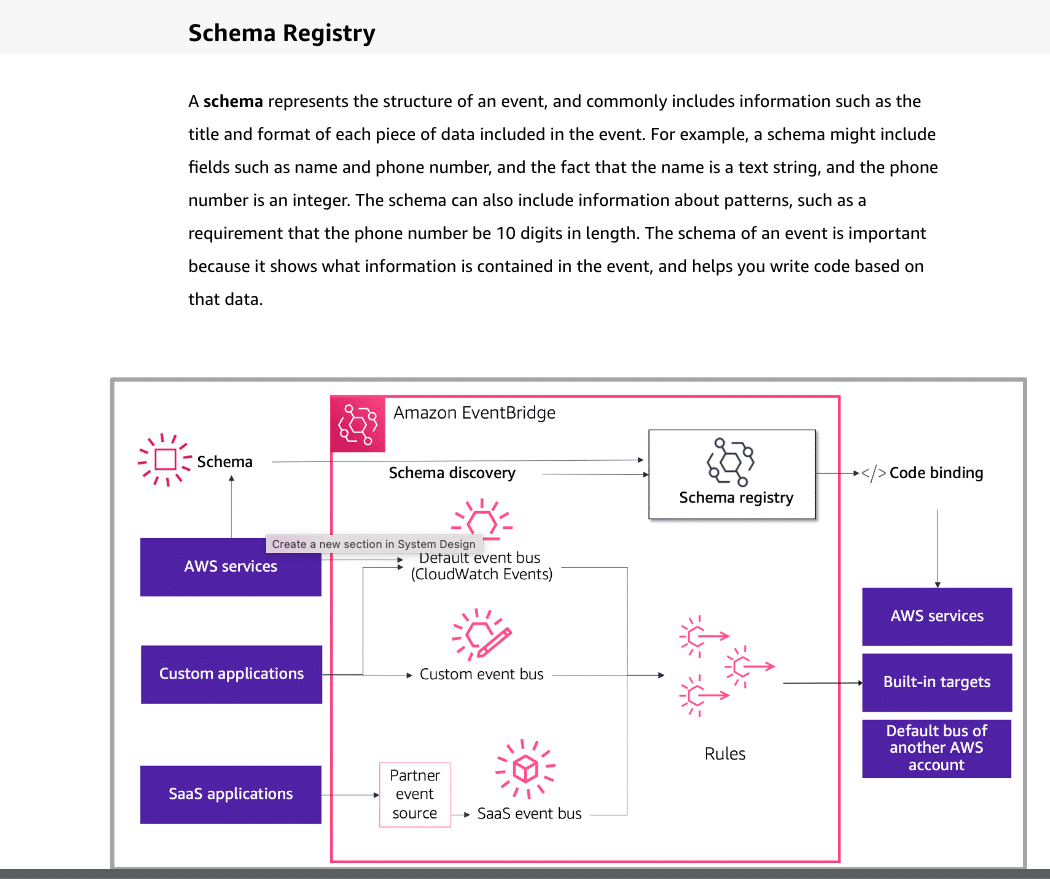 Schema Registry
A schema represents the structure of an event, and commonly includes information such as the
title and format of each piece of data included in the event. For example, a schema might include
fields such as name and phone number, and the fact that the name is a text string, and the phone
number is an integer. The schema can also include information about patterns, such as a
requirement that the phone number be 10 digits in length. The schema of an event is important
because it shows what information is contained in the event, and helps you write code based on
that data.
Amazon EventBridge
Schema
Schema discovery
Schema registry
</> Code binding
Create a new section in System Design
AWS services
Default event bus
(CloudWatch Events)
AWS services
Custom applications
Custom event bus
Built-in targets
Rules
Default bus of
another AWS
account
SaaS applications
Partner
event
source
SaaS event bus